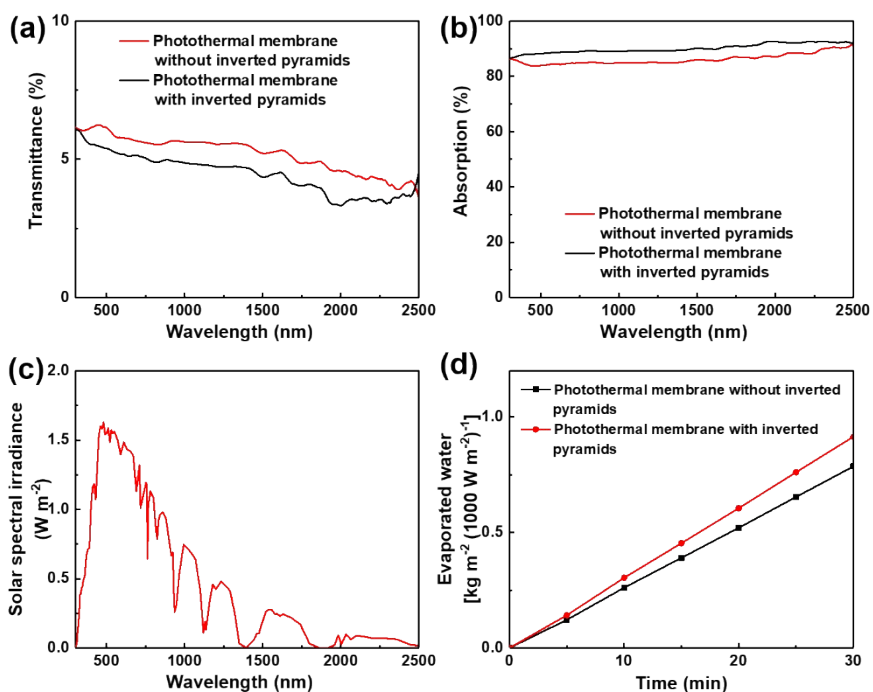 (a)
10
5
0
Transmittance (%)
Photothermal membrane
without inverted pyramids
Photothermal membrane
with inverted pyramids
500 1000 1500 2000 2500
Wavelength (nm)
(b)
100
80
60
40
20
0
Absorption (%)
Photothermal membrane
without inverted pyramids
Photothermal membrane
with inverted pyramids
500 1000 1500 2000 2500
Wavelength (nm)
(c)
2.0
1.5
1.0
0.5
0.0
Solar spectral irradiance
(W m-2)
500 1000 1500 2000 2500
Wavelength (nm)
(d)
1.0
0.5
0.0
Evaporated water
[kg m-2 (1000 W m-2)-1]
Photothermal membrane without inverted
pyramids
Photothermal membrane with inverted
pyramids
0 10 20 30
Time (min)